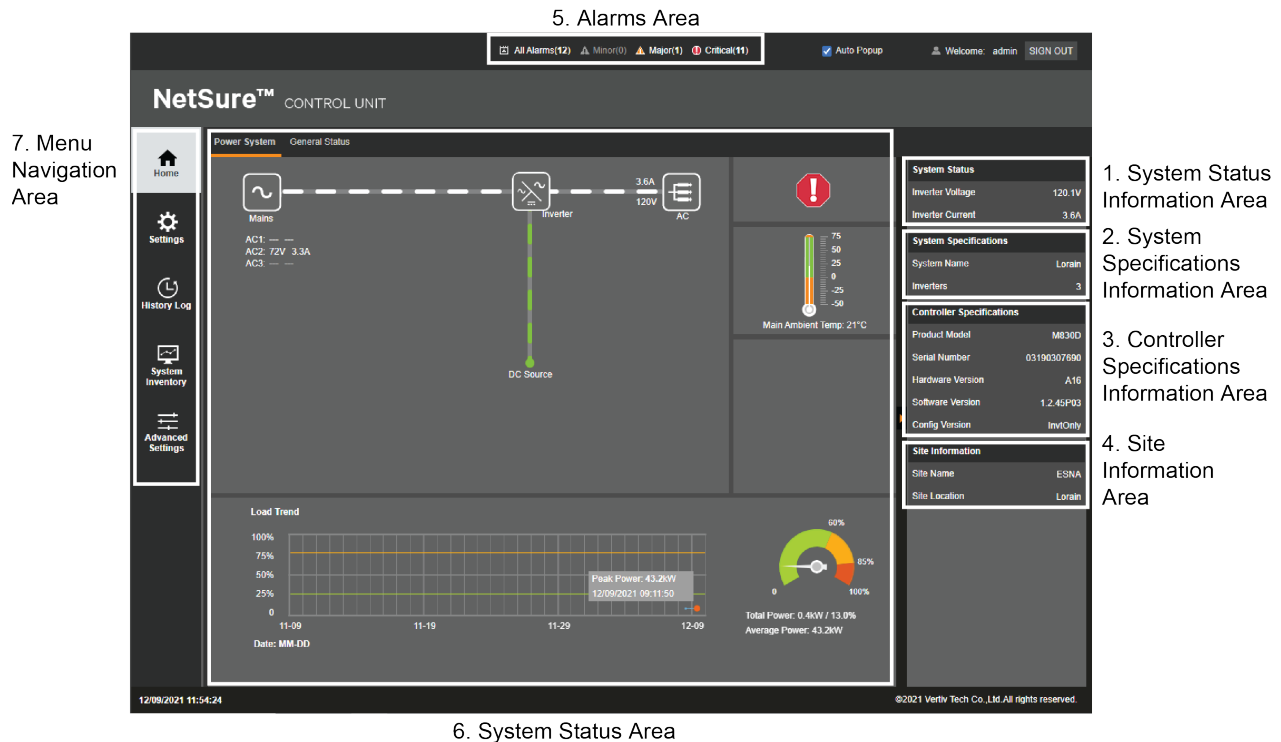 5. Alarms Area
All Alarms(12) Minor(0) Major(1) Critical(11)
Auto Popup
Welcome: admin SIGN OUT
NetSure™ CONTROL UNIT
7. Menu
Navigation
Area
Home
Settings
History Log
System
Inventory
Advanced
Settings
Power System General Status
Mains
AC1: — —
AC2: 72V 3.3A
AC3: — —
Inverter
3.6A
120V
AC
DC Source
75
50
25
0
-25
-50
Main Ambient Temp: 21°C
Load Trend
100%
75%
50%
25%
0
11-09 11-19 11-29 12-09
Peak Power: 43.2kW
12/09/2021 09:11:50
Date: MM-DD
60%
85%
0
100%
Total Power: 0.4kW / 13.0%
Average Power: 43.2kW
System Status
Inverter Voltage 120.1V
Inverter Current 3.6A
1. System Status
Information Area
System Specifications
System Name Lorain
Inverters 3
2. System
Specifications
Information Area
Controller Specifications
Product Model M830D
Serial Number 03190307690
Hardware Version A16
Software Version 1.2.45P03
Config Version InvtOnly
3. Controller
Specifications
Information Area
Site Information
Site Name ESNA
Site Location Lorain
4. Site
Information
Area
12/09/2021 11:54:24
©2021 Vertiv Tech Co.,Ltd.All rights reserved.
6. System Status Area